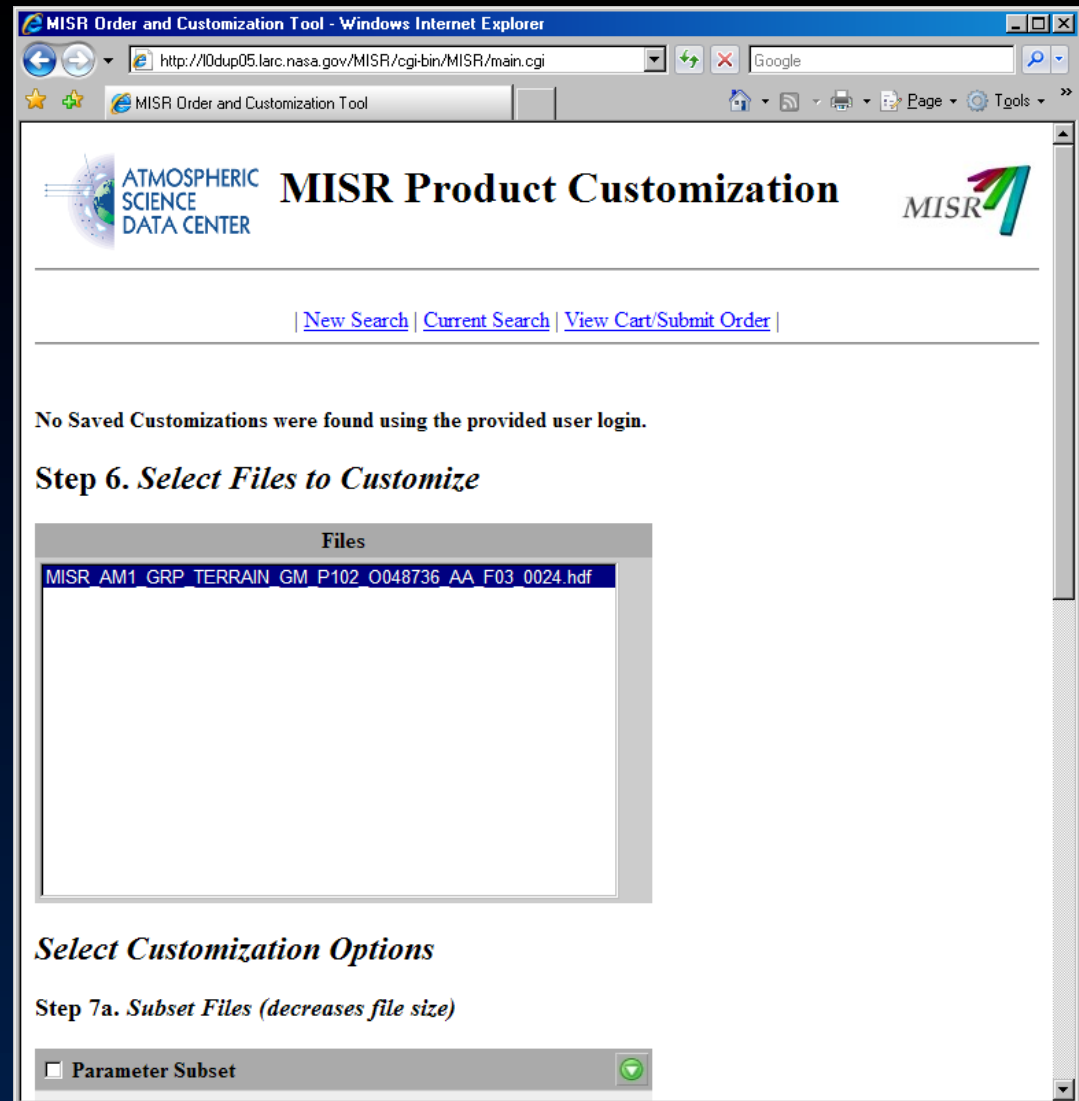 MISR Order and Customization Tool - Windows Internet Explorer
http://l0dup05.larc.nasa.gov/MISR/cgi-bin/MISR/main.cgi
Google
MISR Order and Customization Tool
Page
Tools
»
ATMOSPHERIC
SCIENCE
DATA CENTER
MISR Product Customization
MISR
| New Search | Current Search | View Cart/Submit Order |
No Saved Customizations were found using the provided user login.
Step 6. Select Files to Customize
Files
MISR_AM1_GRP_TERRAIN_GM_P102_O048736_AA_F03_0024.hdf
Select Customization Options
Step 7a. Subset Files (decreases file size)
Parameter Subset